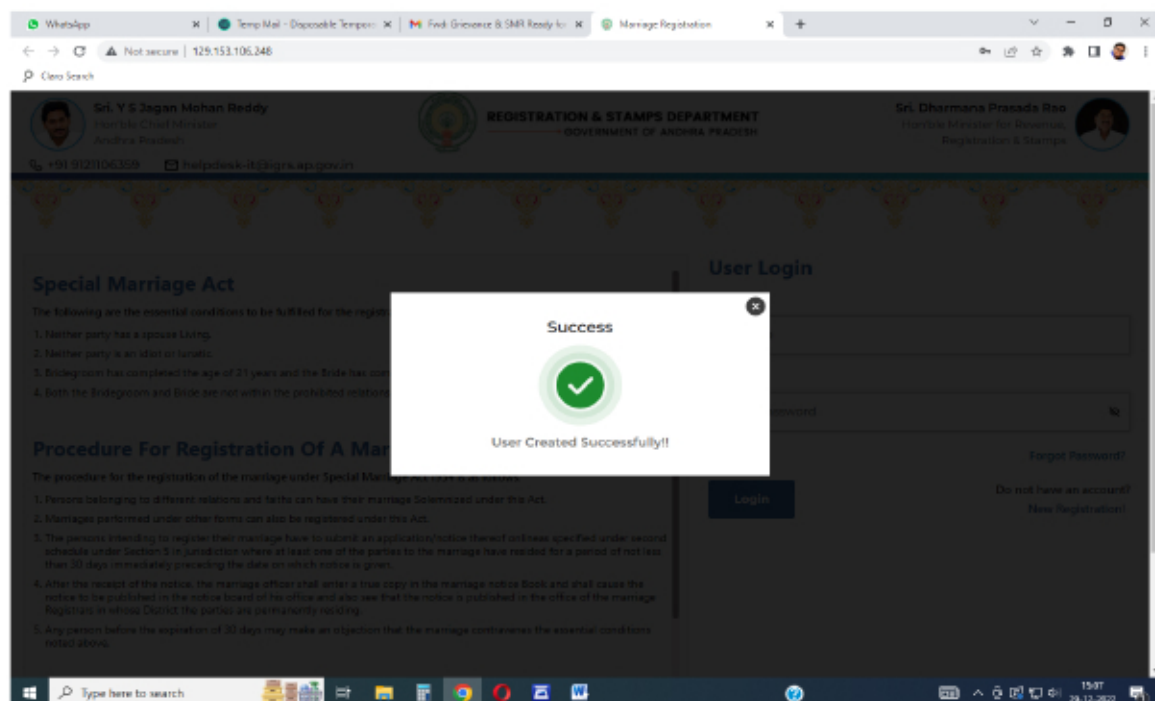 WhatsApp
Temp Mail - Disposable Tempor
Fwd: Grievance & SMR Ready for
Marriage Registration
Not secure | 129.153.106.248
Claro Search
Sri. Y S Jagan Mohan Reddy
Hon'ble Chief Minister
Andhra Pradesh
+91 9121106359
helpdesk-it@igrs.ap.gov.in
REGISTRATION & STAMPS DEPARTMENT
GOVERNMENT OF ANDHRA PRADESH
Sri. Dharmana Prasada Rao
Hon'ble Minister for Revenue,
Registration & Stamps
Special Marriage Act
The following are the essential conditions to be fulfilled for the registr
1. Neither party has a spouse Living.
2. Neither party is an idiot or lunatic.
3. Bridegroom has completed the age of 21 years and the Bride has com
4. Both the Bridegroom and Bride are not within the prohibited relations
Procedure For Registration Of A Mar
The procedure for the registration of the marriage under Special Marriage Act 1954 is as follows
1. Persons belonging to different relations and faiths can have their marriage Solemnized under this Act.
2. Marriages performed under other forms can also be registered under this Act.
3. The persons intending to register their marriage have to submit an application/notice thereof onlinese specified under second
schedule under Section 5 in jurisdiction where at least one of the parties to the marriage have resided for a period of not less
than 30 days immediately preceding the date on which notice is given.
4. After the receipt of the notice, the marriage officer shall enter a true copy in the marriage notice Book and shall cause the
notice to be published in the notice board of his office and also see that the notice is published in the office of the marriage
Registrars in whose District the parties are permanently residing.
5. Any person before the expiration of 30 days may make an objection that the marriage contravenes the essential conditions
noted above.
Success
User Created Successfully!!
User Login
ssword
Forgot Password?
Login
Do not have an account?
New Registration!
Type here to search
15:07
29-12-2022